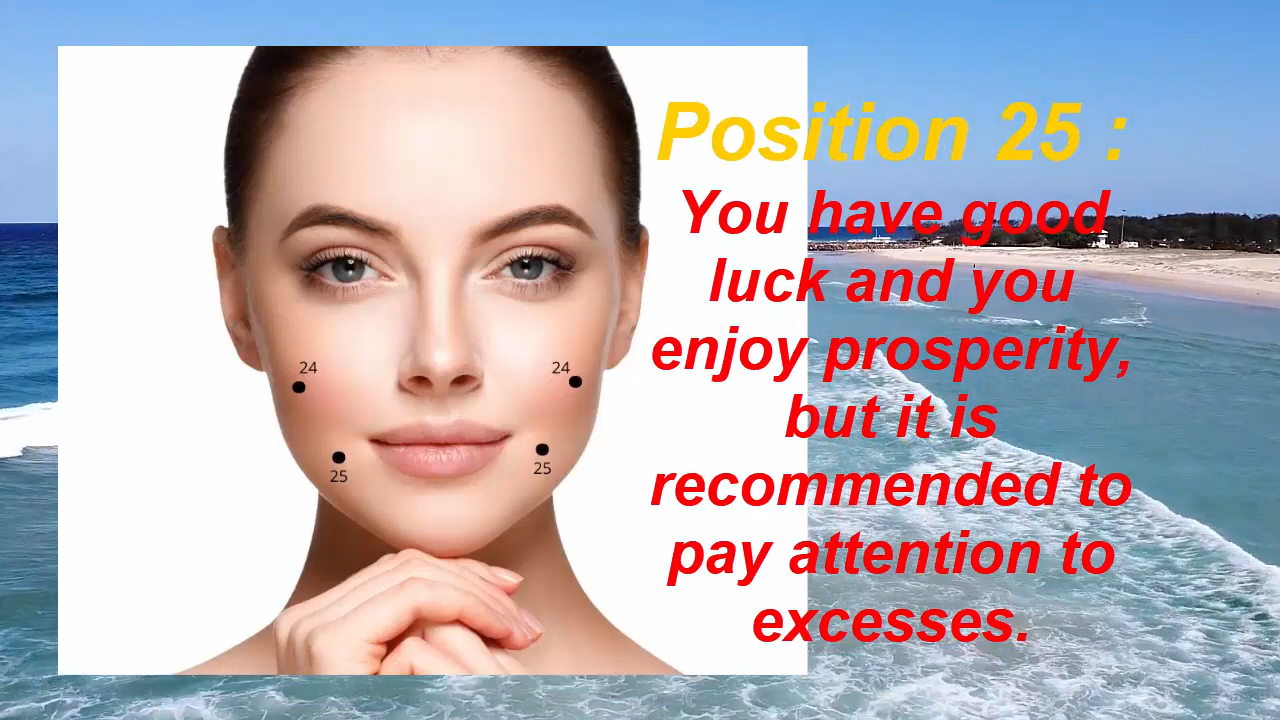 Position 25 :
You have good
luck and you
enjoy prosperity,
but it is
recommended to
pay attention to
excesses.
24
24
25
25